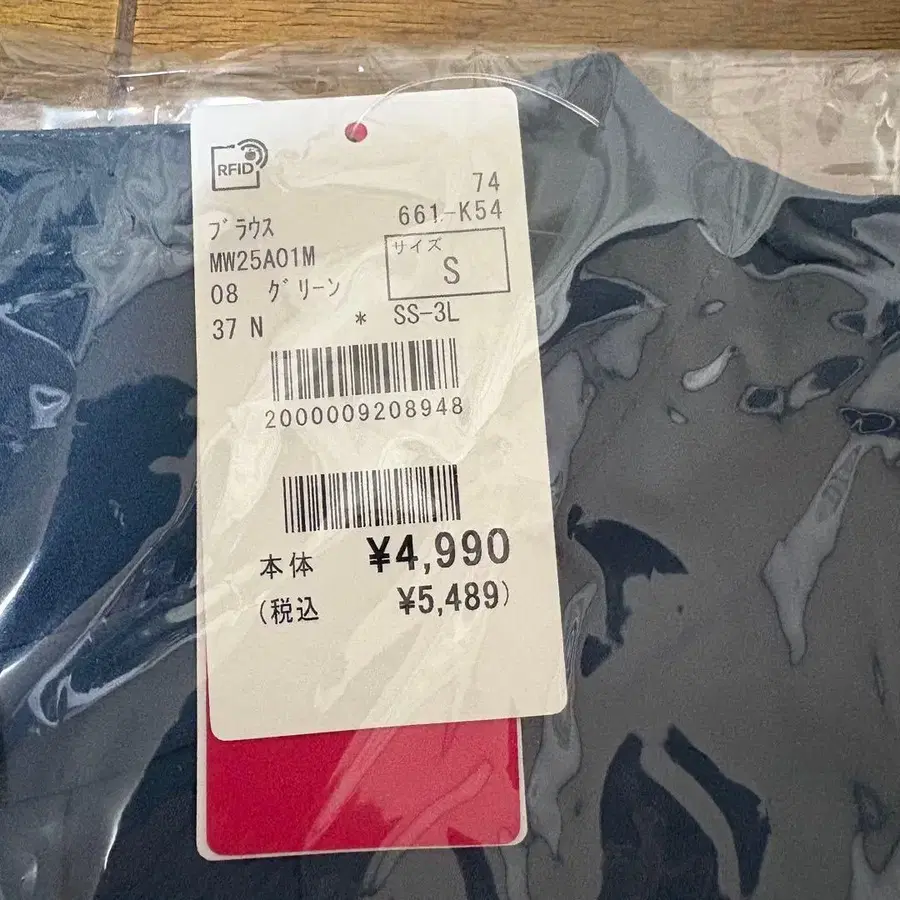 RFID
74
661-K54
ﾌﾞﾗｳｽ
MW25A01M
サイズ
S
08 ｸﾞﾘｰﾝ
37 N * SS-3L
2000009208948
本体 ¥4,990
(税込 ¥5,489)